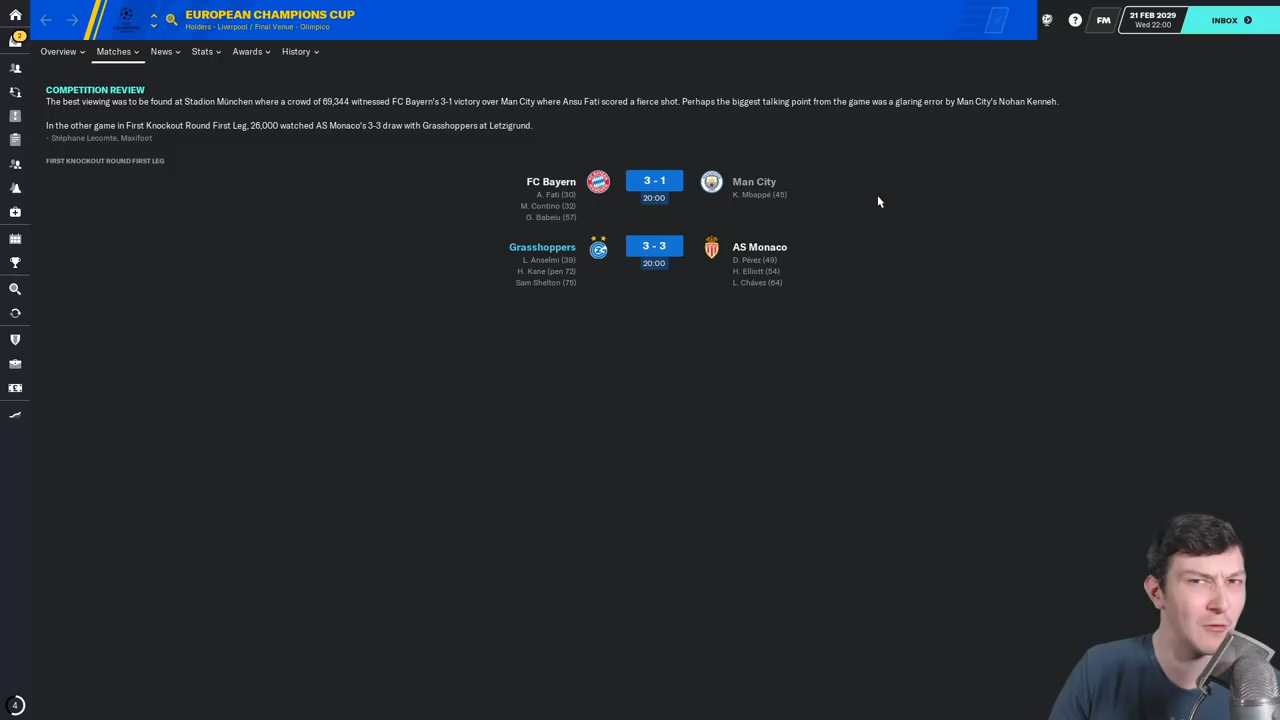 EUROPEAN CHAMPIONS CUP
Holders - Liverpool / Final Venue - Olimpico
FM
21 FEB 2029
Wed 22:00
INBOX
2
Overview
Matches
News
Stats
Awards
History
COMPETITION REVIEW
The best viewing was to be found at Stadion München where a crowd of 69,344 witnessed FC Bayern's 3-1 victory over Man City where Ansu Fati scored a fierce shot. Perhaps the biggest talking point from the game was a glaring error by Man City's Nohan Kenneh.
In the other game in First Knockout Round First Leg, 26,000 watched AS Monaco's 3-3 draw with Grasshoppers at Letzigrund.
- Stéphane Lecomte, Maxifoot
FIRST KNOCKOUT ROUND FIRST LEG
FC Bayern 3 - 1 Man City
A. Fati (30) 20:00 K. Mbappé (45)
M. Contino (32)
G. Babeiu (57)
Grasshoppers 3 - 3 AS Monaco
L. Anselmi (39) 20:00 D. Pérez (49)
H. Kane (pen 72) H. Elliott (54)
Sam Shelton (75) L. Chávez (64)
4